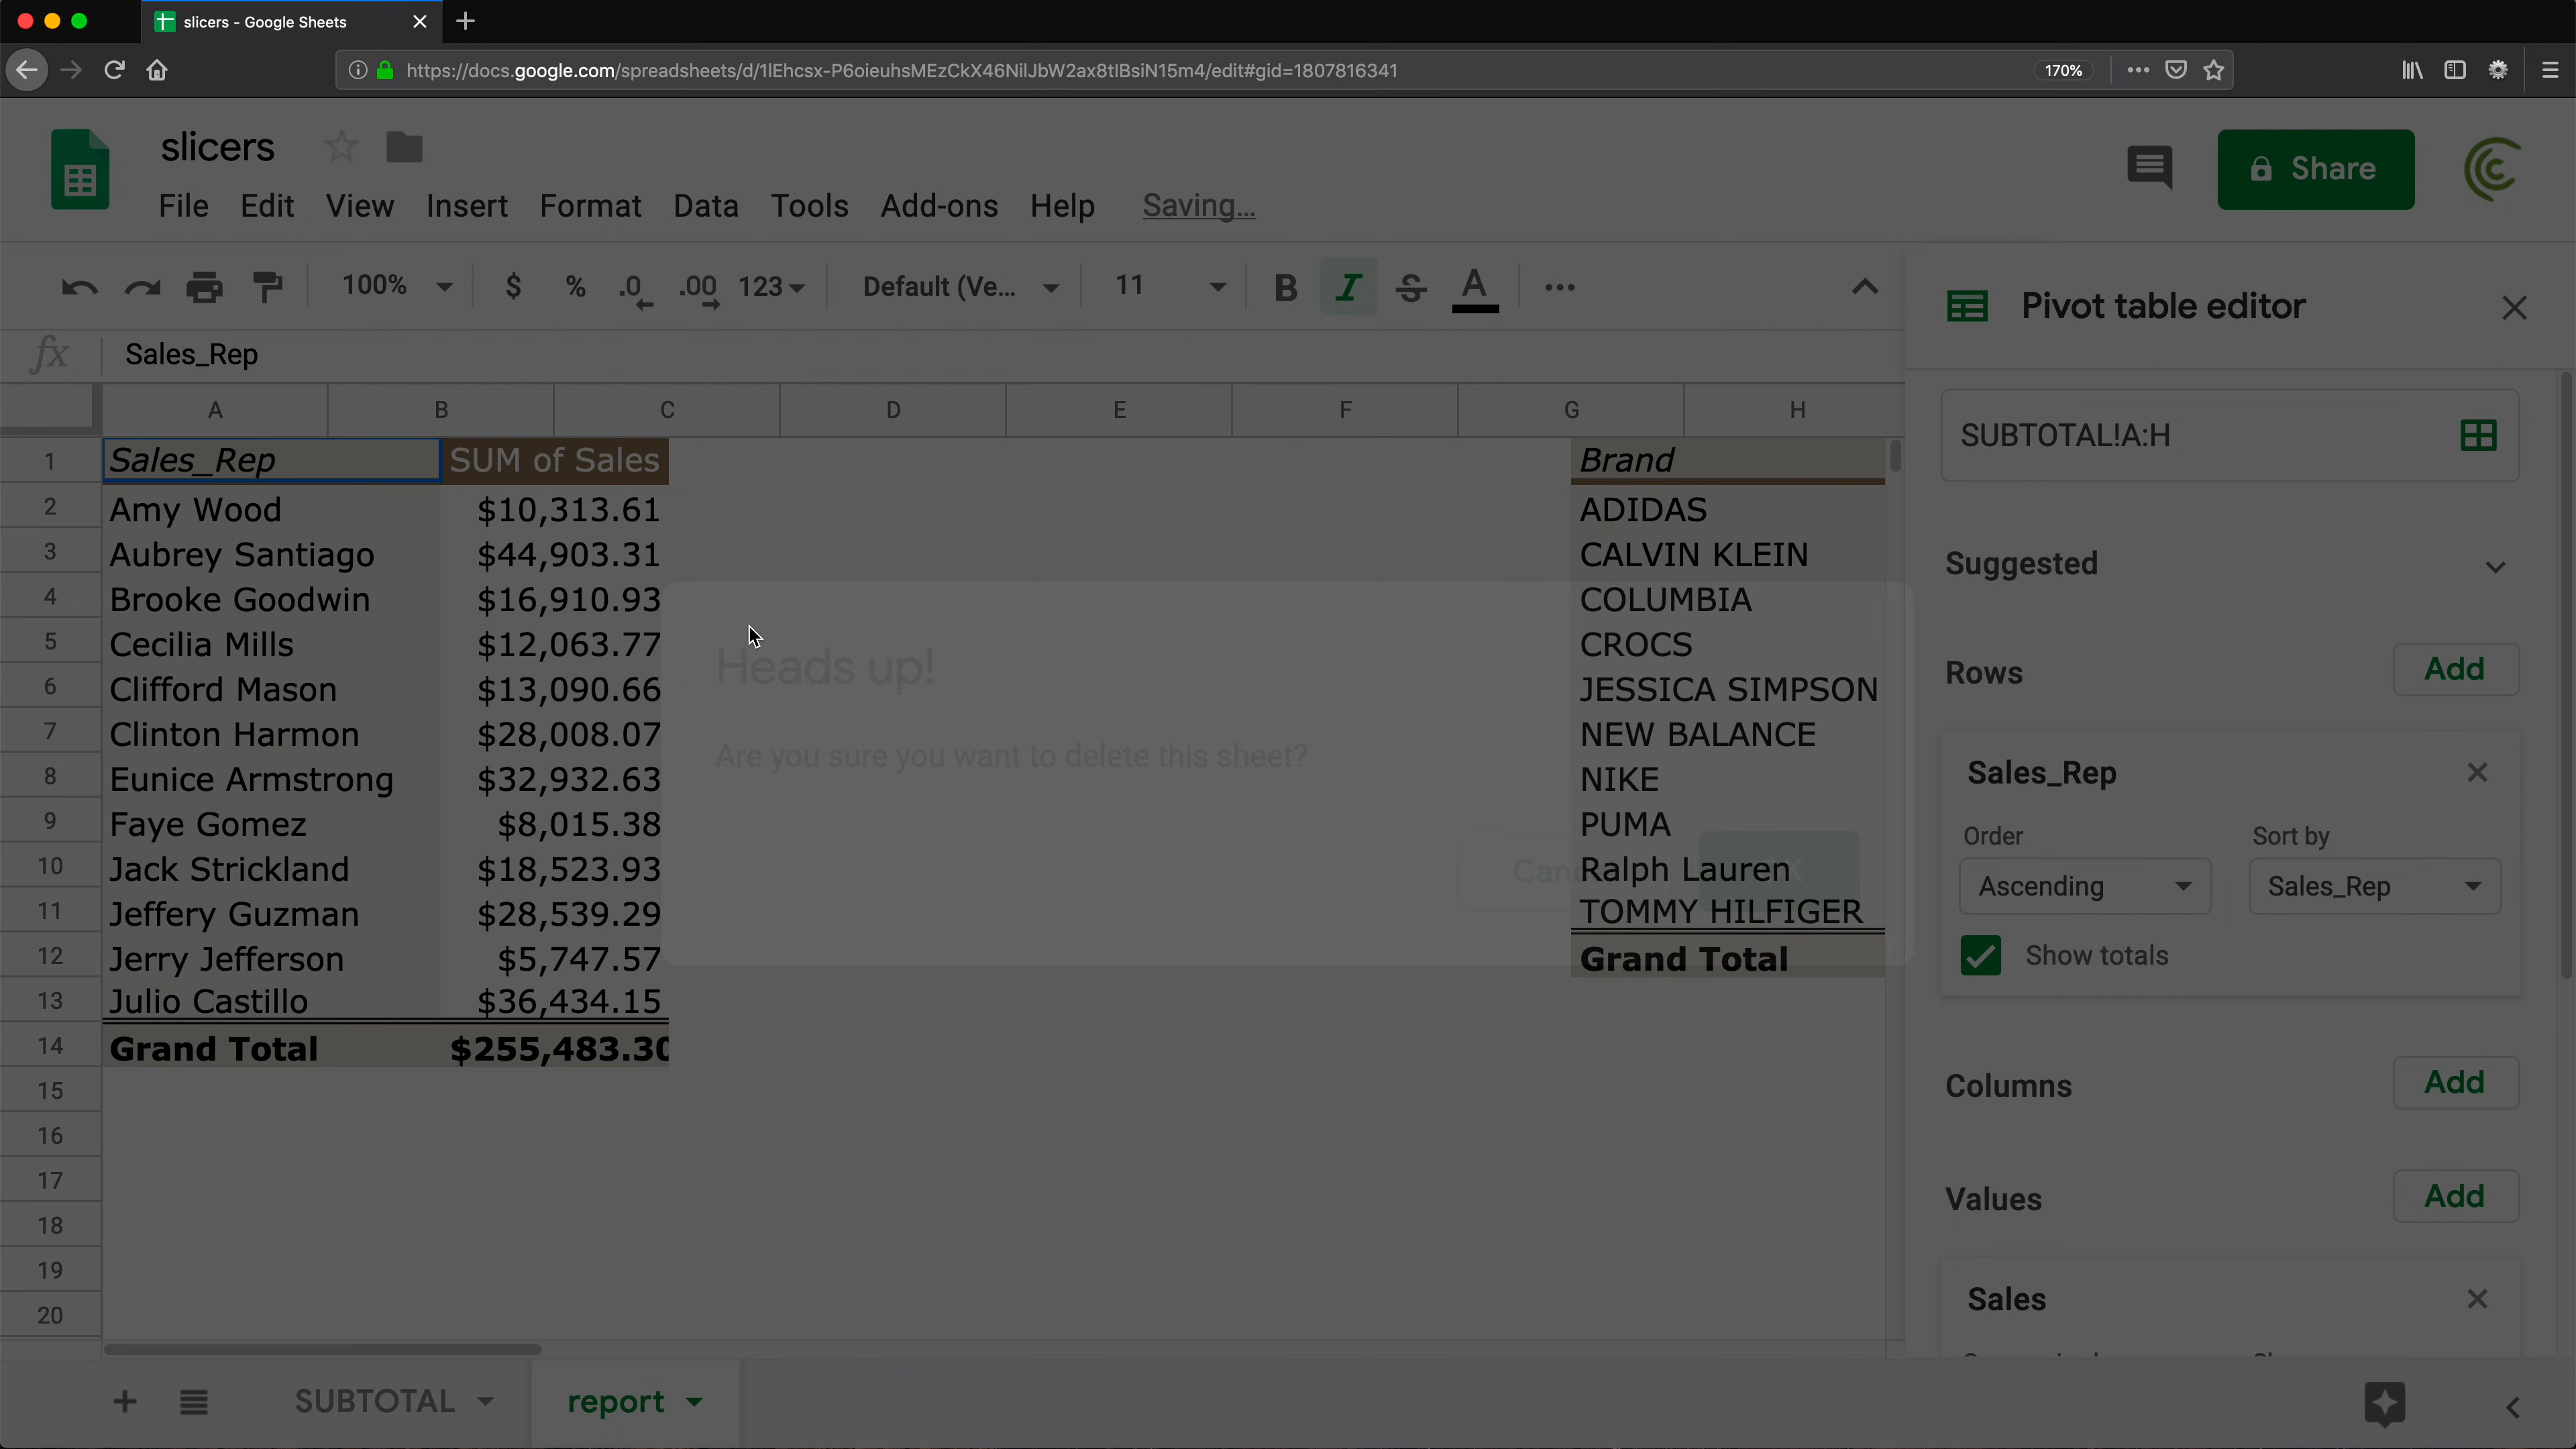 slicers - Google Sheets
https://docs.google.com/spreadsheets/d/1lEhcsx-P6oieuhsMEzCkX46NilJbW2ax8tIBsiN15m4/edit#gid=1807816341
170%
slicers
File Edit View Insert Format Data Tools Add-ons Help Saving...
Share
100% $ % .0 .00 123 Default (Ve... 11 B I S A
Pivot table editor
fx Sales_Rep
A B C D E F G H
1 Sales_Rep SUM of Sales Brand
2 Amy Wood $10,313.61 ADIDAS
3 Aubrey Santiago $44,903.31 CALVIN KLEIN
4 Brooke Goodwin $16,910.93 COLUMBIA
5 Cecilia Mills $12,063.77 CROCS
6 Clifford Mason $13,090.66 JESSICA SIMPSON
7 Clinton Harmon $28,008.07 NEW BALANCE
8 Eunice Armstrong $32,932.63 NIKE
9 Faye Gomez $8,015.38 PUMA
10 Jack Strickland $18,523.93 Ralph Lauren
11 Jeffery Guzman $28,539.29 TOMMY HILFIGER
12 Jerry Jefferson $5,747.57 Grand Total
13 Julio Castillo $36,434.15
14 Grand Total $255,483.30
15
16
17
18
19
20
Heads up!
Are you sure you want to delete this sheet?
SUBTOTAL!A:H
Suggested
Rows Add
Sales_Rep
Order Sort by
Ascending Sales_Rep
Show totals
Columns Add
Values Add
Sales
SUBTOTAL report